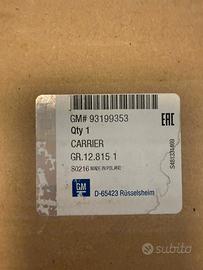 GM# 93199353
Qty 1
CARRIER
GR.12.815 1
S0216 MADE IN POLAND
EAC
GM
D-65423 Rüsselsheim
subito